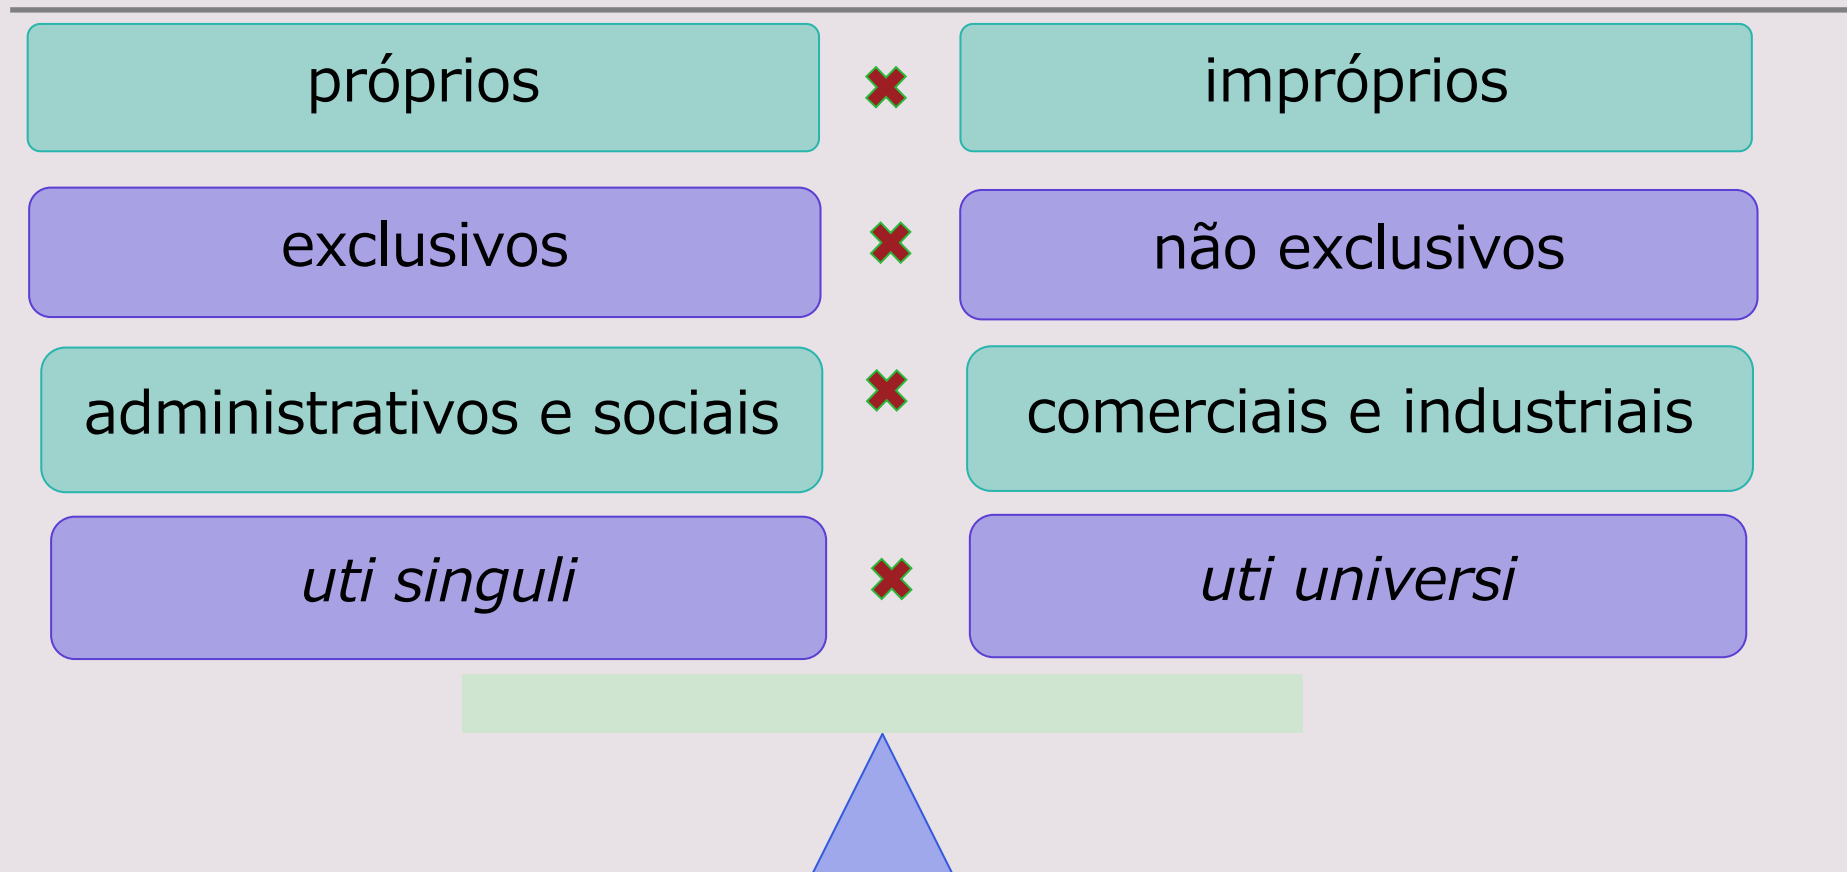 próprios
impróprios
exclusivos
não exclusivos
administrativos e sociais
comerciais e industriais
uti singuli
uti universi